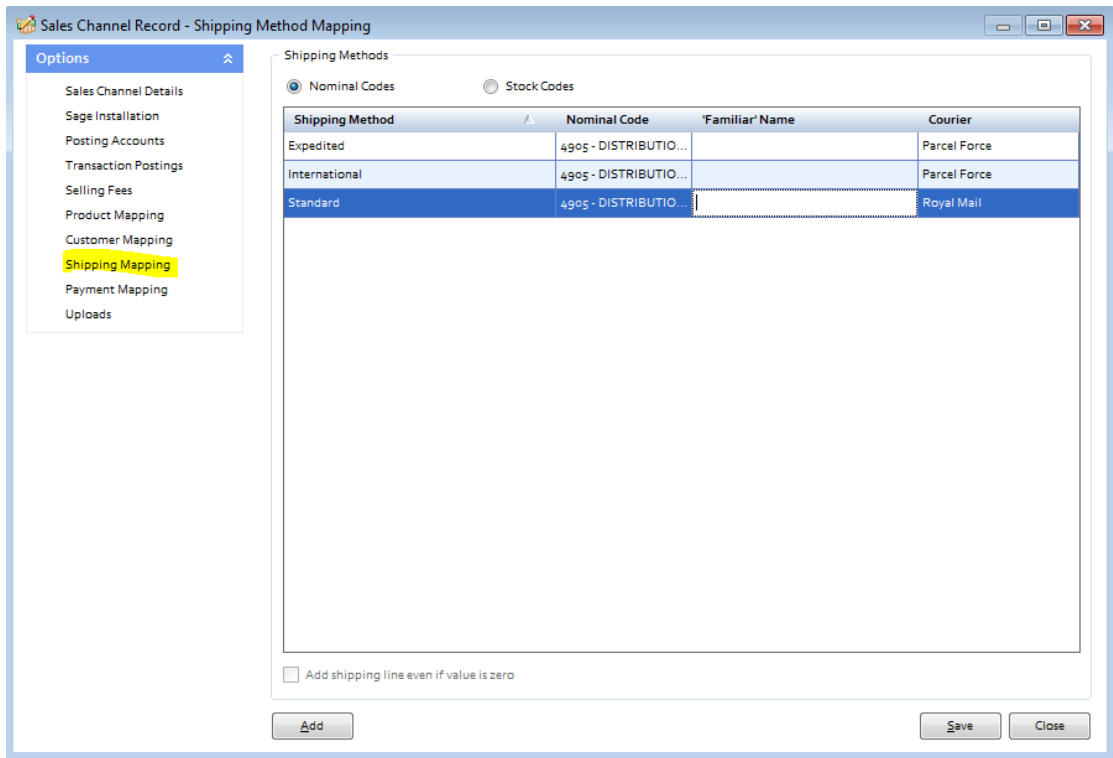 Sales Channel Record - Shipping Method Mapping
Options
Sales Channel Details
Sage Installation
Posting Accounts
Transaction Postings
Selling Fees
Product Mapping
Customer Mapping
Shipping Mapping
Payment Mapping
Uploads
Shipping Methods
Nominal Codes Stock Codes
Shipping Method Nominal Code 'Familiar' Name Courier
Expedited 4905 - DISTRIBUTIO... Parcel Force
International 4905 - DISTRIBUTIO... Parcel Force
Standard 4905 - DISTRIBUTIO... Royal Mail
Add shipping line even if value is zero
Add Save Close